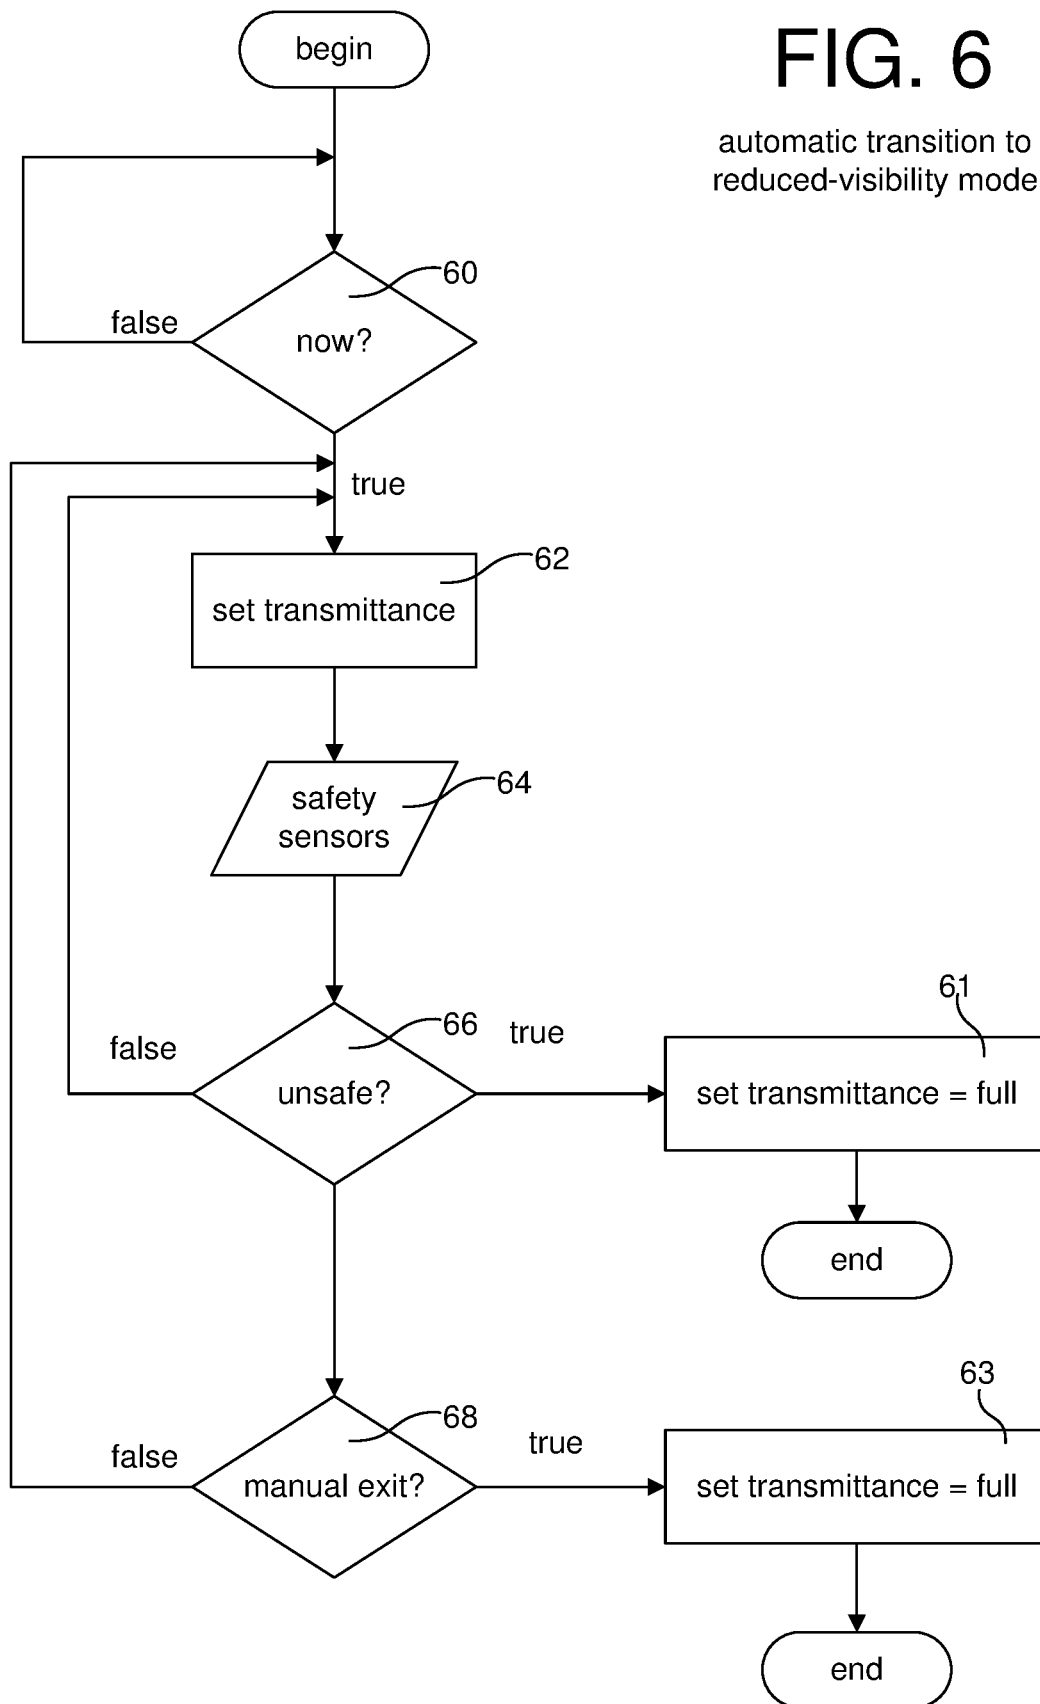 begin
FIG. 6
automatic transition to
reduced-visibility mode
60
false
now?
true
62
set transmittance
64
safety
sensors
61
66
true
false
unsafe?
set transmittance = full
end
63
68
true
false
manual exit?
set transmittance = full
end